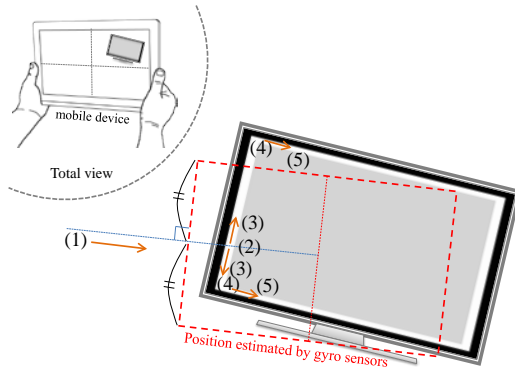 mobile device
Total view
(4)
(5)
(3)
(1)
(2)
(3)
(4)
(5)
Position estimated by gyro sensors